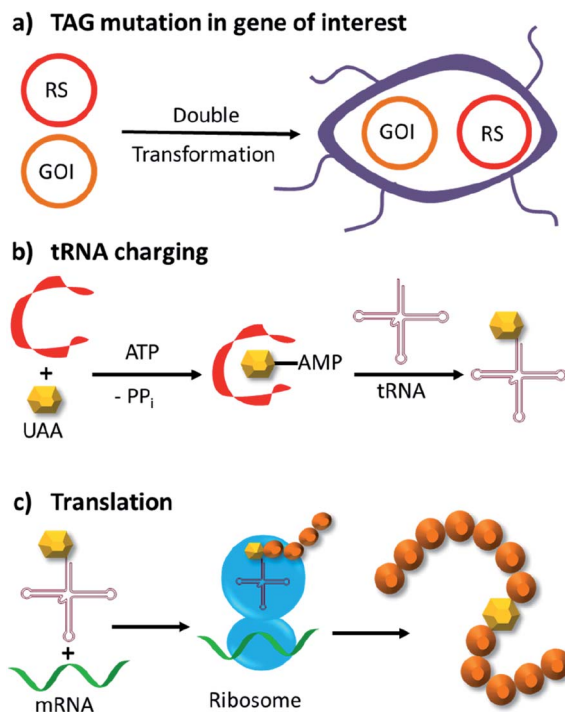 a) TAG mutation in gene of interest
RS
GOI
Double
Transformation
GOI
RS
b) tRNA charging
+
UAA
ATP
- PPi
AMP
tRNA
c) Translation
+
mRNA
Ribosome